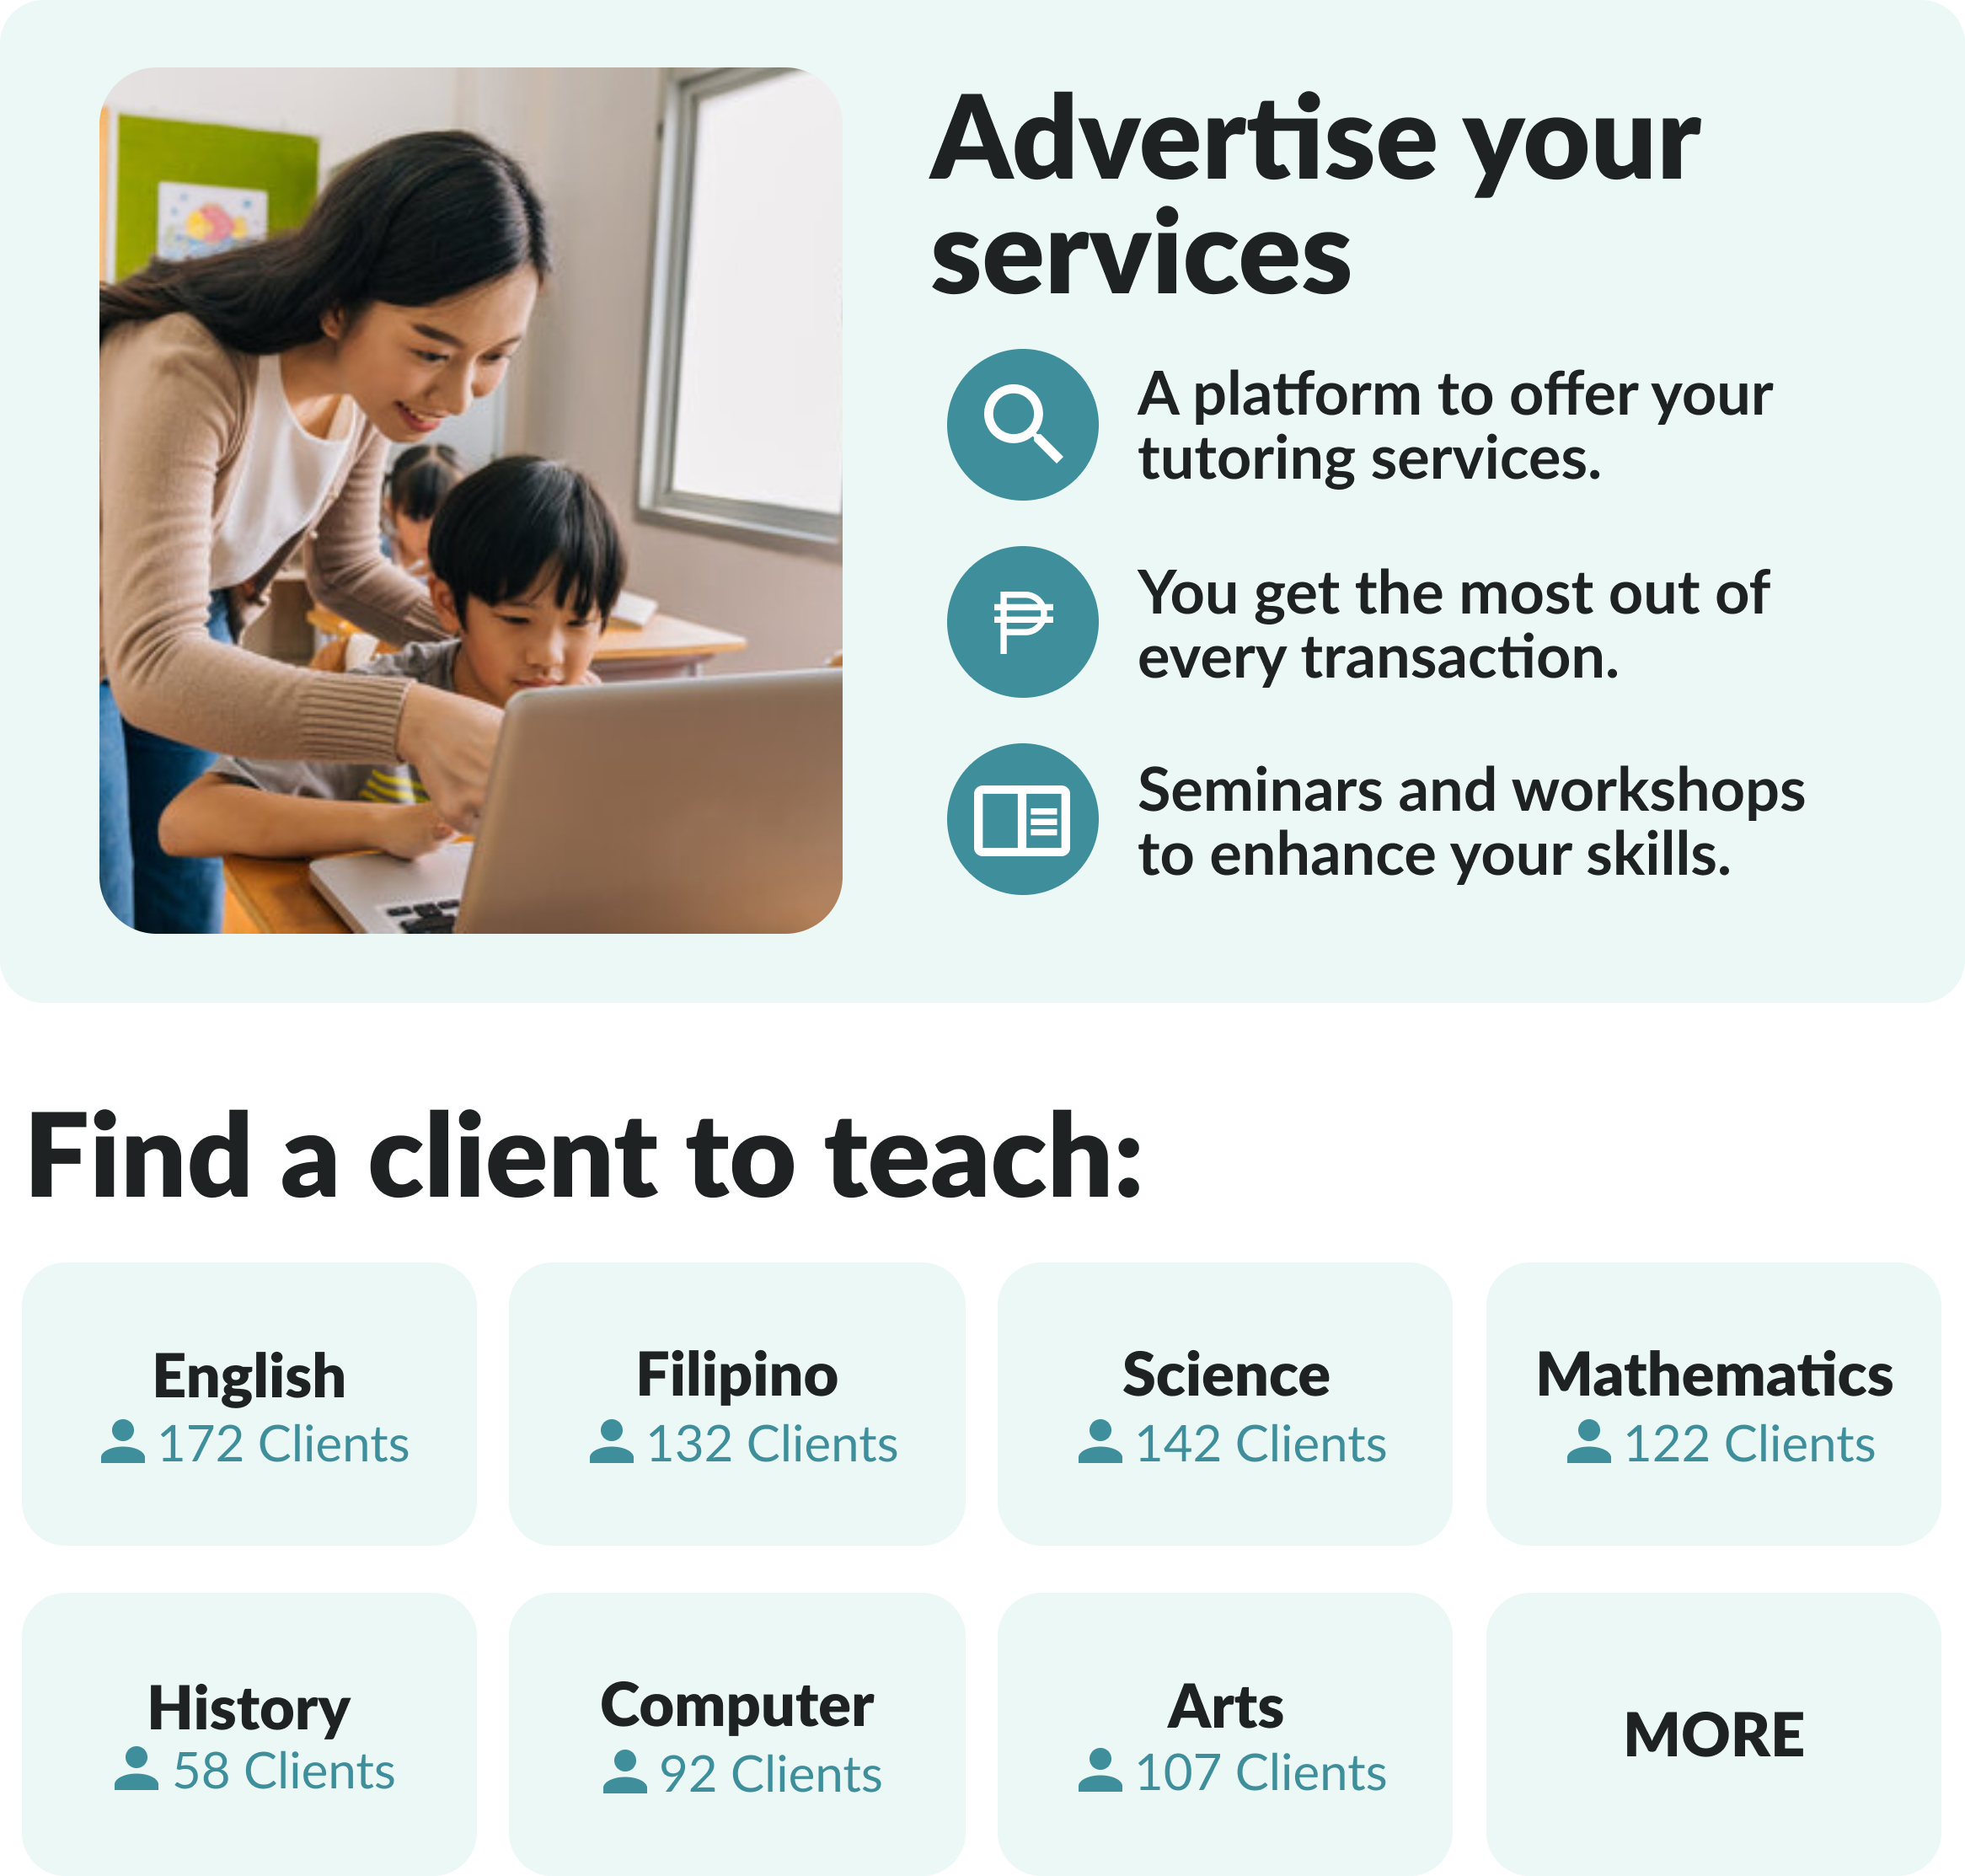 Advertise your
services
A platform to offer your
tutoring services.
You get the most out of
every transaction.
Seminars and workshops
to enhance your skills.
Find a client to teach:
English
172 Clients
Filipino
132 Clients
Science
142 Clients
Mathematics
122 Clients
History
58 Clients
Computer
92 Clients
Arts
107 Clients
MORE